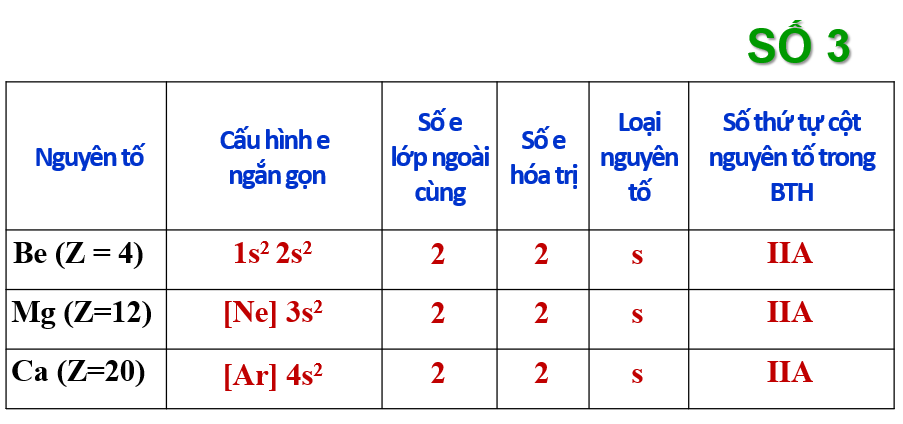 SỐ 3
Nguyên tố
Cấu hình e
ngắn gọn
Số e
lớp ngoài
cùng
Số e
hóa trị
Loại
nguyên
tố
Số thứ tự cột
nguyên tố trong
BTH
Be (Z = 4) 1s² 2s² 2 2 s IIA
Mg (Z=12) [Ne] 3s² 2 2 s IIA
Ca (Z=20) [Ar] 4s² 2 2 s IIA